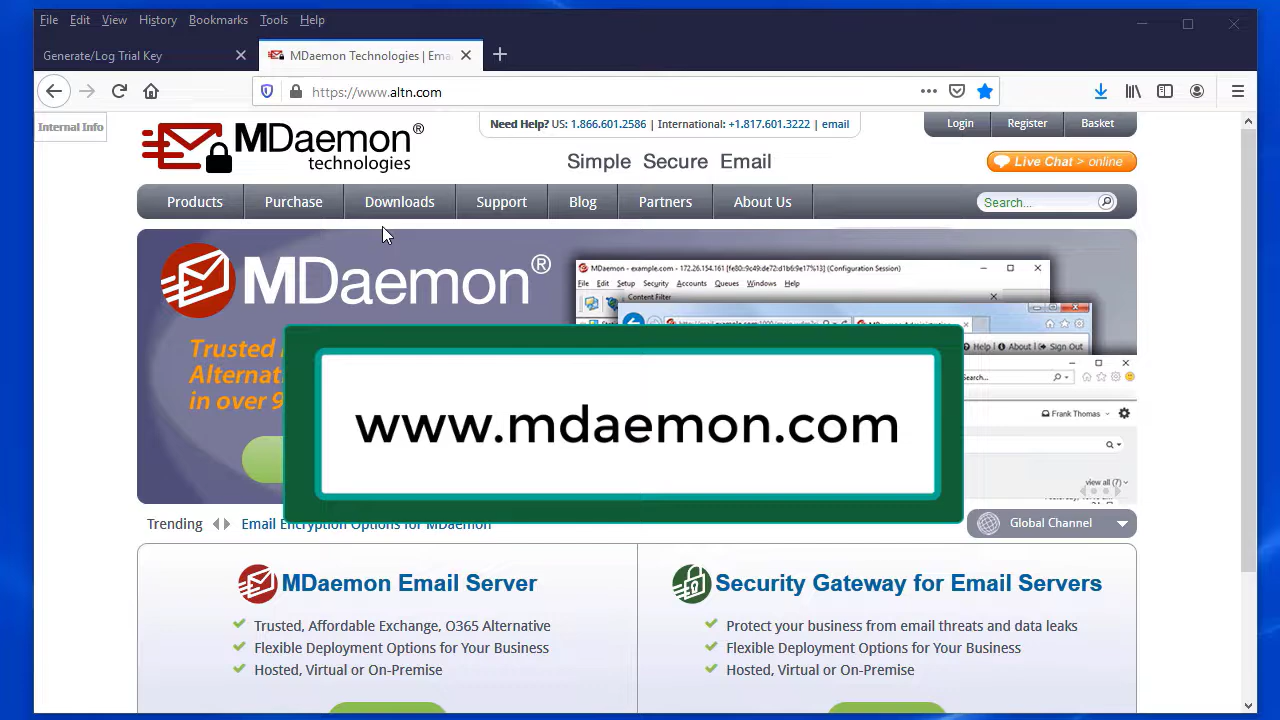 File Edit View History Bookmarks Tools Help
Generate/Log Trial Key
MDaemon Technologies | Ema
https://www.altn.com
Internal Info
MDaemon®
technologies
Need Help? US: 1.866.601.2586 | International: +1.817.601.3222 | email
Login Register Basket
Simple Secure Email
Live Chat > online
Products Purchase Downloads Support Blog Partners About Us
Search...
MDaemon®
MDaemon - example.com - 172.26.154.161 [fe80::9c49:de72:d1b6:9e17%13] (Configuration Session)
File Edit Setup Security Accounts Queues Windows Help
Content Filter
Help | About | Sign Out
Trusted
Alternat
in over 9
Search...
Frank Thomas
view all (7)
www.mdaemon.com
Trending
Email Encryption Options for MDaemon
Global Channel
MDaemon Email Server
Trusted, Affordable Exchange, O365 Alternative
Flexible Deployment Options for Your Business
Hosted, Virtual or On-Premise
Security Gateway for Email Servers
Protect your business from email threats and data leaks
Flexible Deployment Options for Your Business
Hosted, Virtual or On-Premise